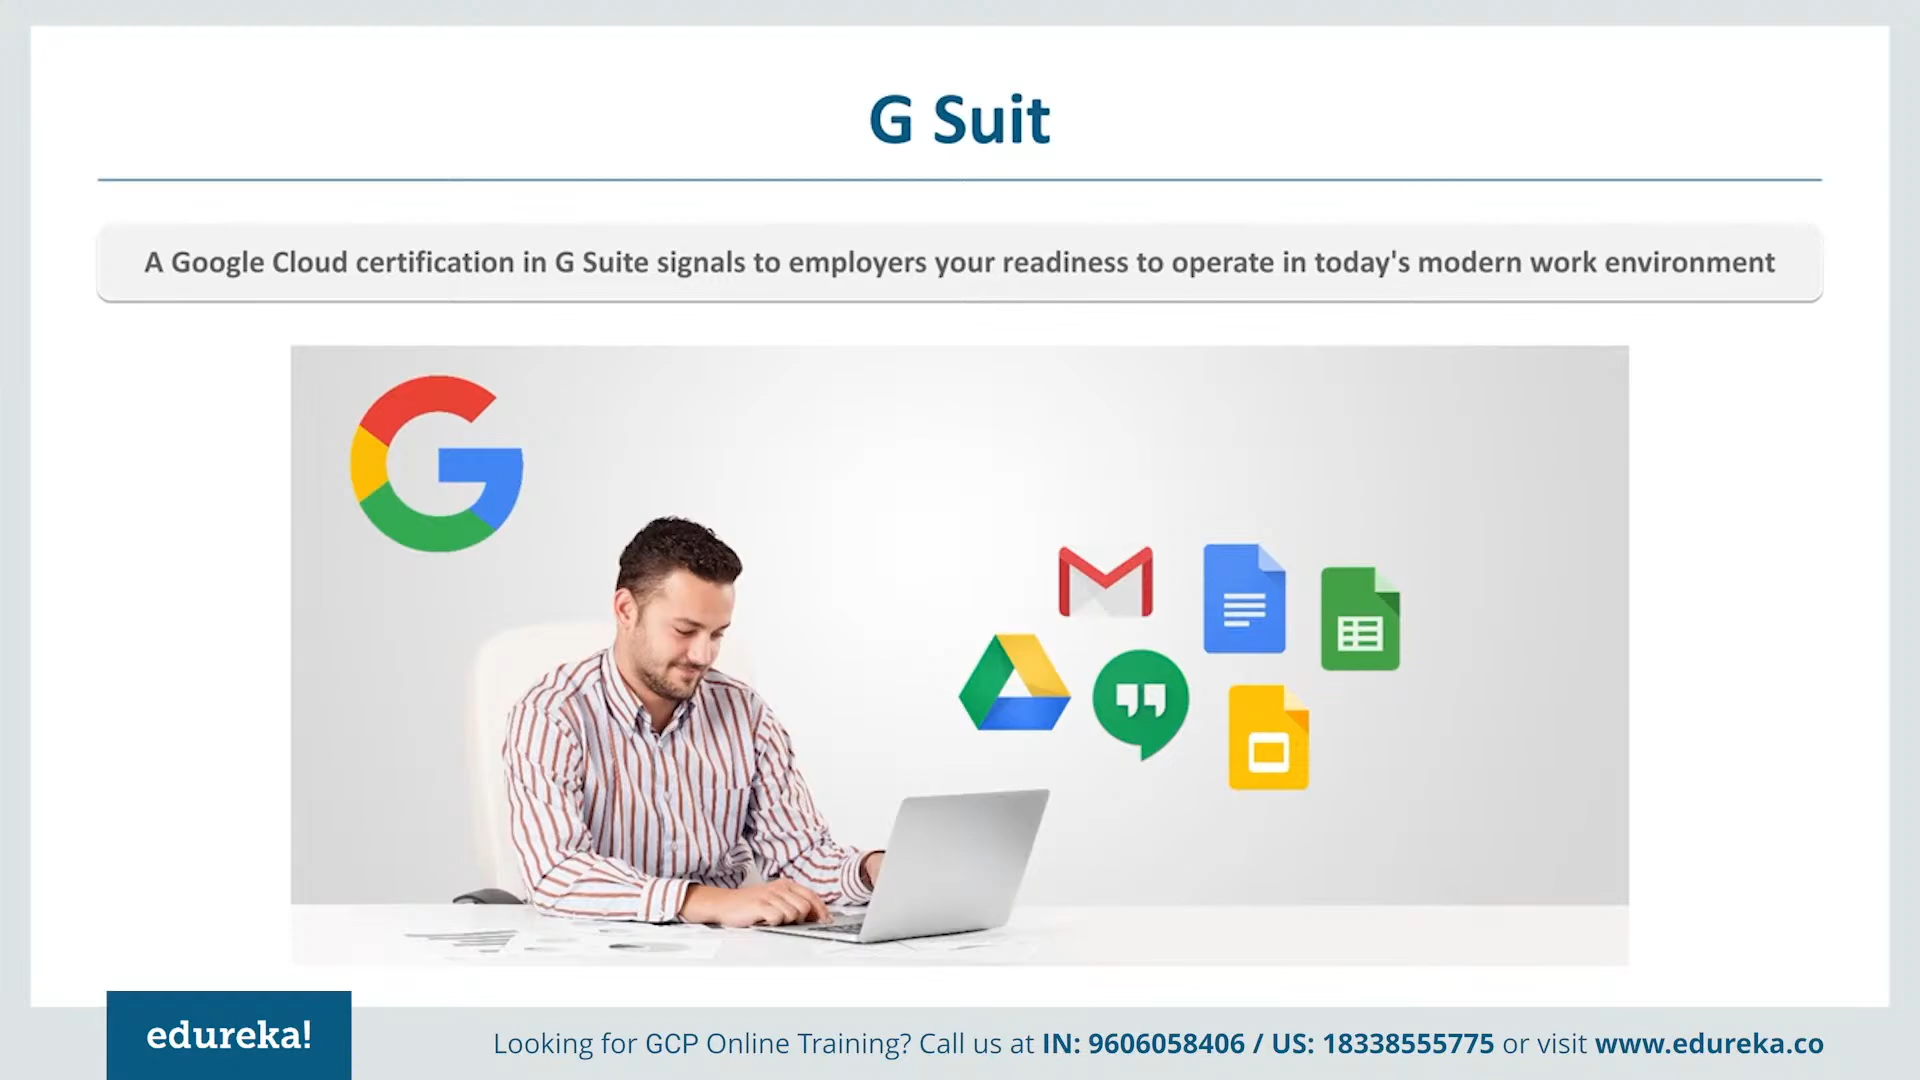 G Suit
A Google Cloud certification in G Suite signals to employers your readiness to operate in today's modern work environment
edureka!
Looking for GCP Online Training? Call us at IN: 9606058406 / US: 18338555775 or visit www.edureka.co